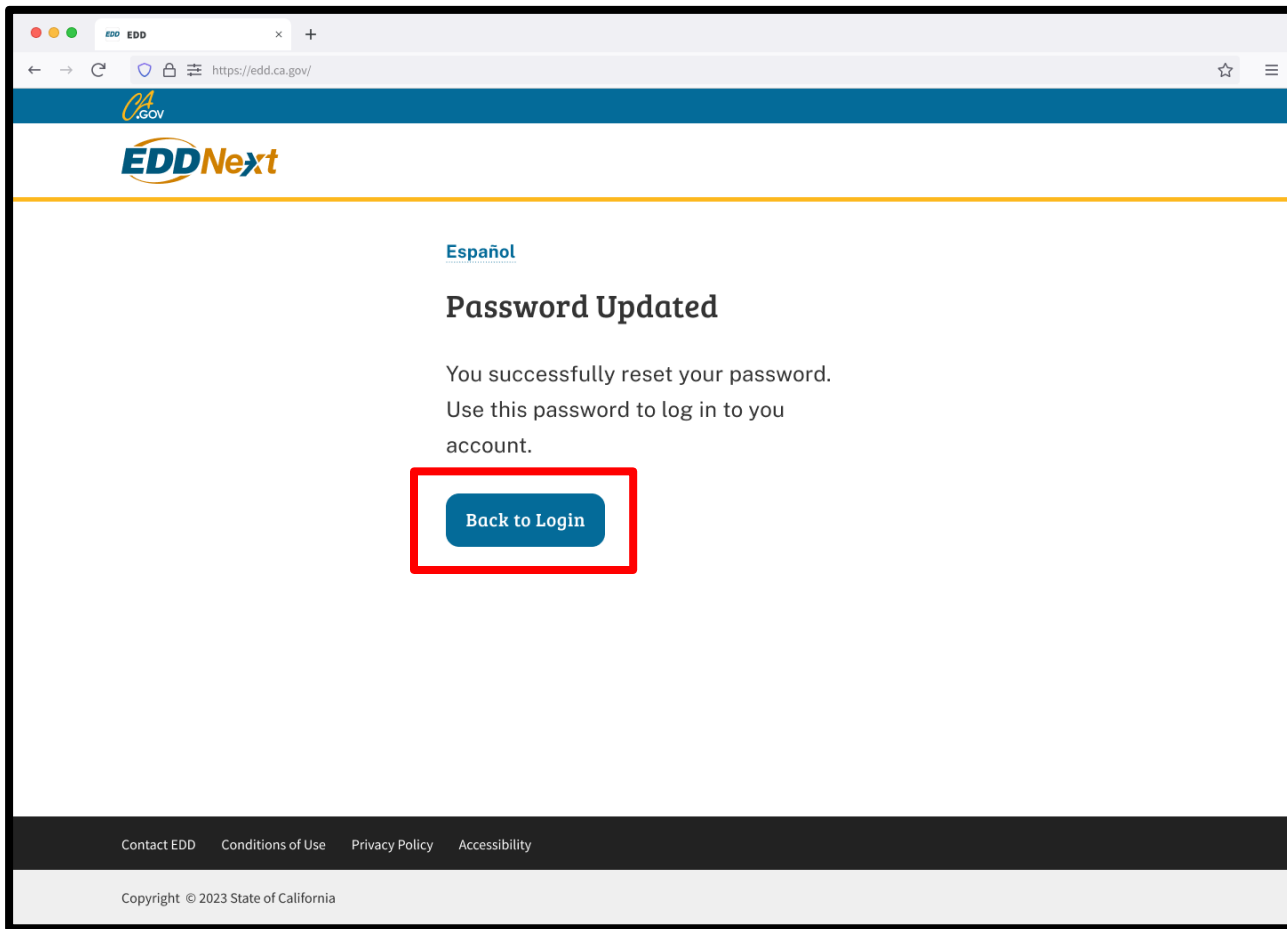 EDD EDD
https://edd.ca.gov/
CA.GOV
EDDNext
Español
Password Updated
You successfully reset your password.
Use this password to log in to you
account.
Back to Login
Contact EDD Conditions of Use Privacy Policy Accessibility
Copyright © 2023 State of California